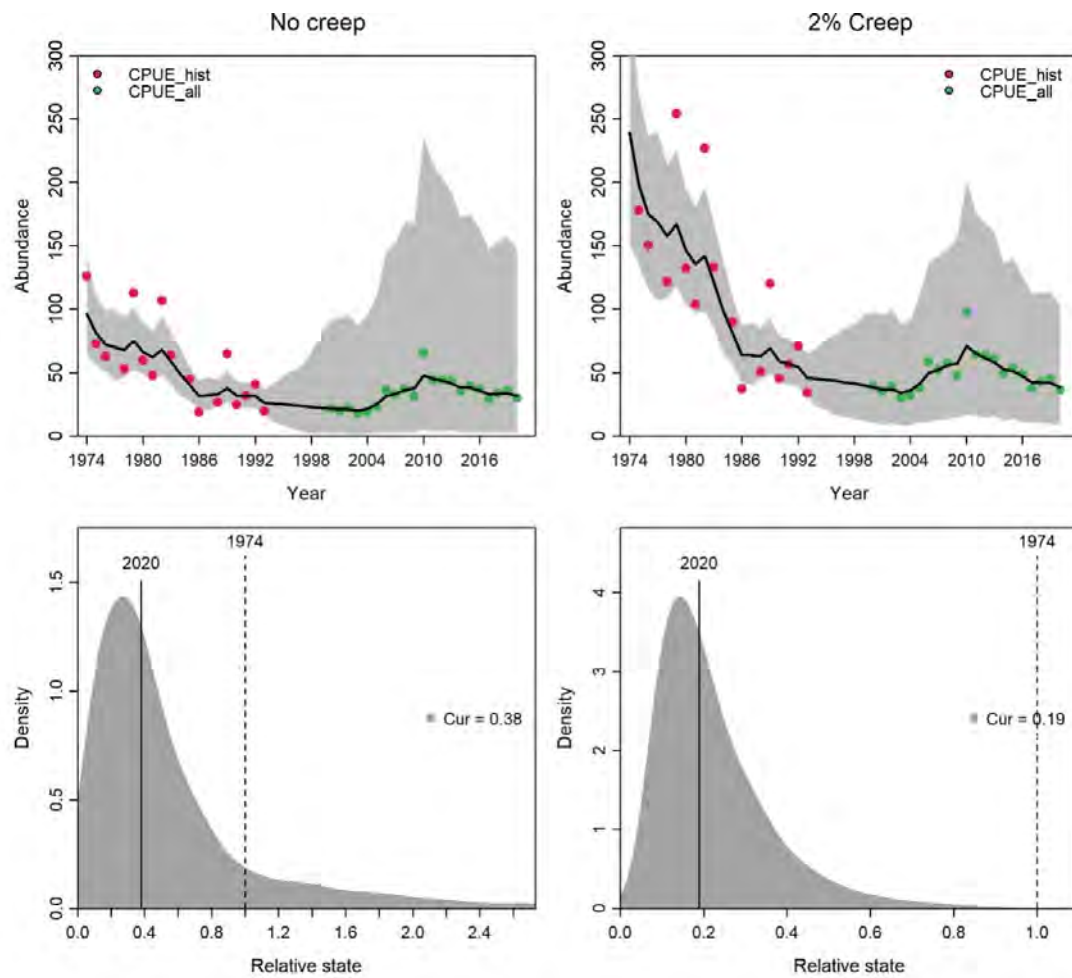 No creep
300
250
200
150
100
50
0
Abundance
CPUE_hist
CPUE_all
1974 1980 1986 1992 1998 2004 2010 2016
Year
2% Creep
300
250
200
150
100
50
0
Abundance
CPUE_hist
CPUE_all
1974 1980 1986 1992 1998 2004 2010 2016
Year
1.5
1.0
0.5
0.0
Density
2020
1974
Cur = 0.38
0.0 0.4 0.8 1.2 1.6 2.0 2.4
Relative state
4
3
2
1
0
Density
2020
1974
Cur = 0.19
0.0 0.2 0.4 0.6 0.8 1.0
Relative state